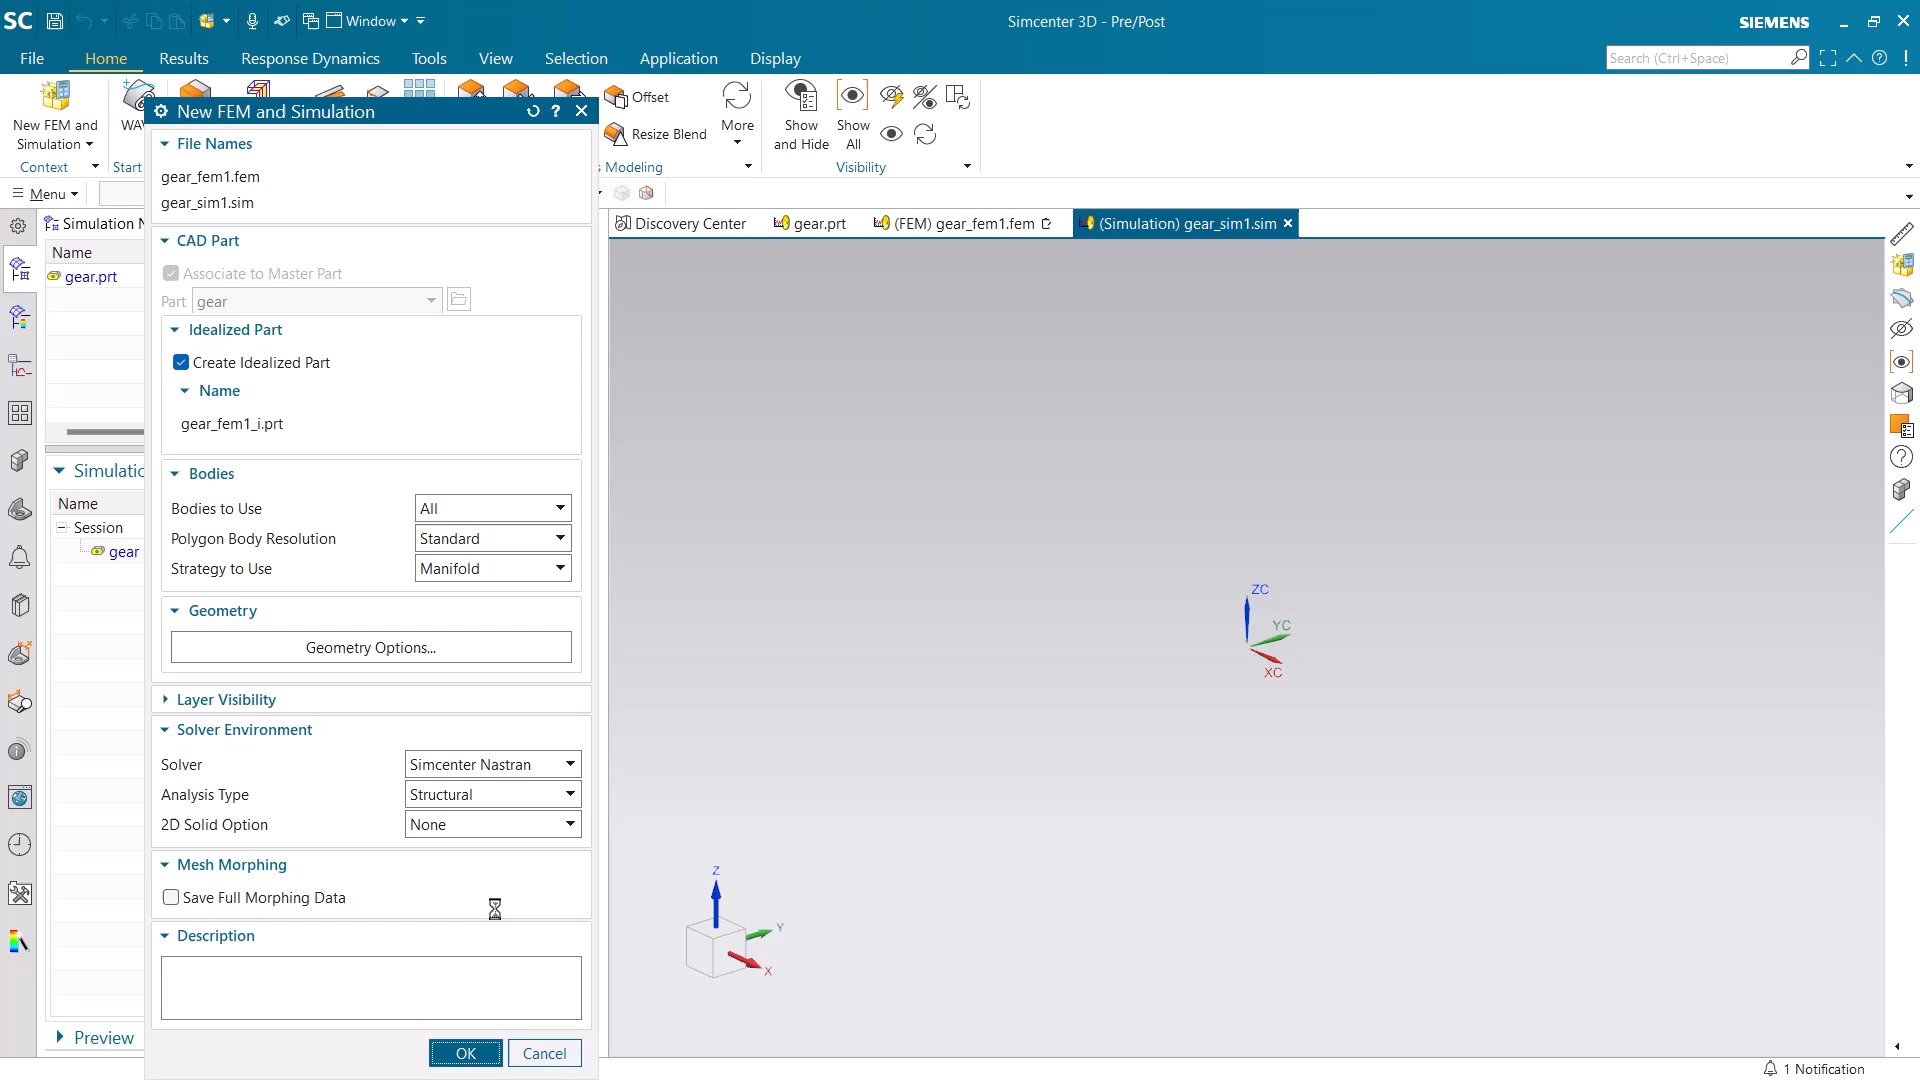 SC Window Simcenter 3D - Pre/Post SIEMENS
File Home Results Response Dynamics Tools View Selection Application Display Search (Ctrl+Space)
New FEM and Simulation
Context
Start
Offset
Resize Blend
More
Modeling
Show and Hide
Show All
Visibility
Menu
New FEM and Simulation
File Names
gear_fem1.fem
gear_sim1.sim
CAD Part
Associate to Master Part
Part gear
Idealized Part
Create Idealized Part
Name
gear_fem1_i.prt
Bodies
Bodies to Use All
Polygon Body Resolution Standard
Strategy to Use Manifold
Geometry
Geometry Options...
Layer Visibility
Solver Environment
Solver Simcenter Nastran
Analysis Type Structural
2D Solid Option None
Mesh Morphing
Save Full Morphing Data
Description
OK Cancel
Simulation N
Name
gear.prt
Simulatio
Name
Session
gear
Preview
Discovery Center gear.prt (FEM) gear_fem1.fem (Simulation) gear_sim1.sim
ZC
YC
XC
Z
Y
X
1 Notification